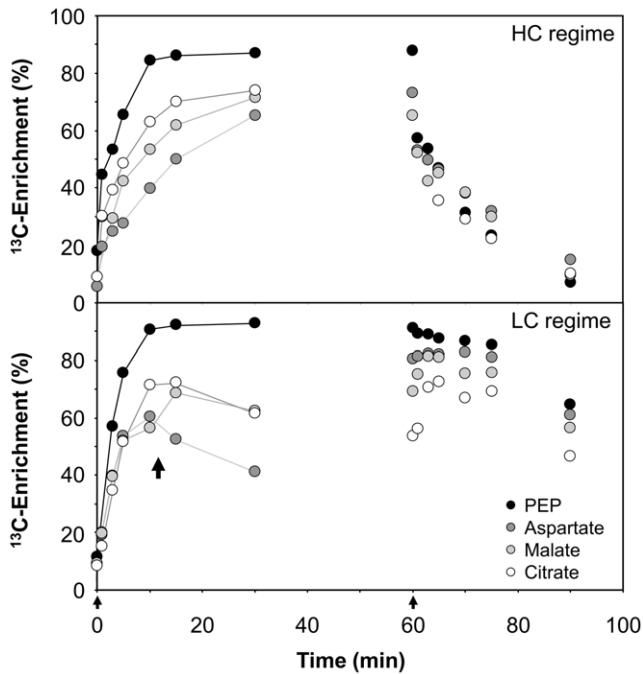 HC regime
100
80
60
40
20
0
¹³C-Enrichment (%)
LC regime
100
80
60
40
20
0
¹³C-Enrichment (%)
PEP
Aspartate
Malate
Citrate
0 20 40 60 80 100
Time (min)